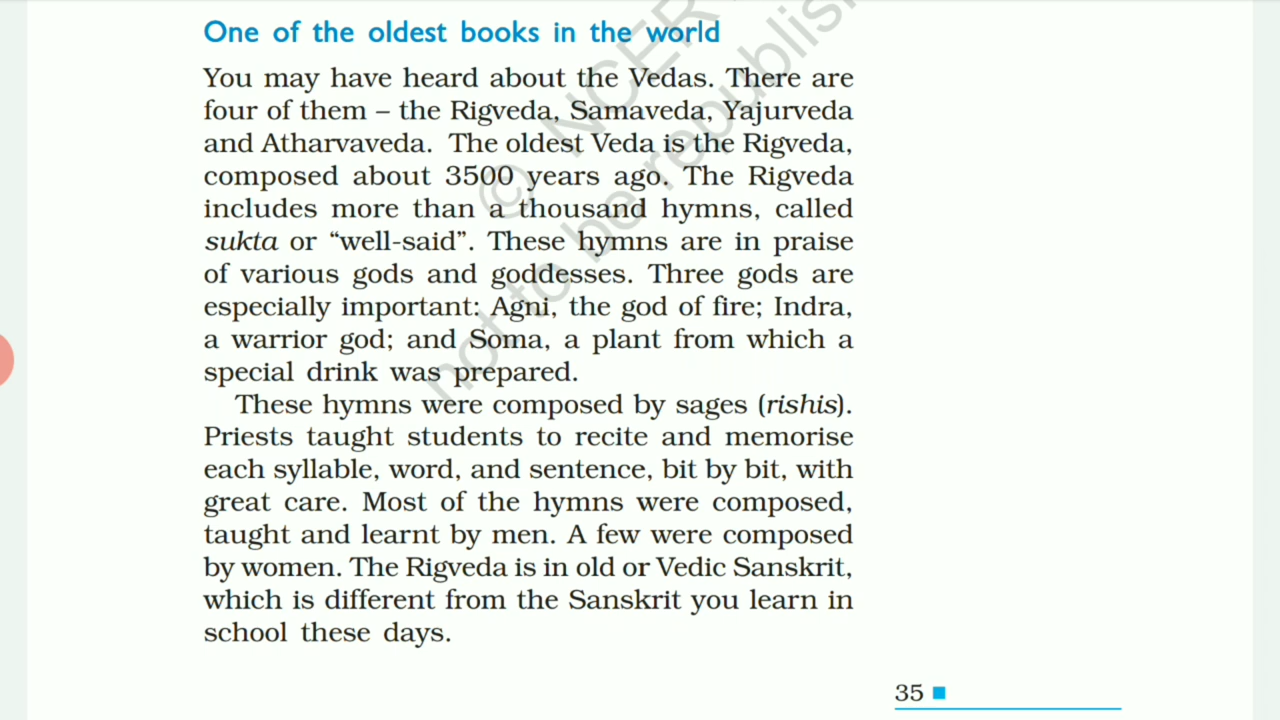 One of the oldest books in the world
You may have heard about the Vedas. There are
four of them – the Rigveda, Samaveda, Yajurveda
and Atharvaveda. The oldest Veda is the Rigveda,
composed about 3500 years ago. The Rigveda
includes more than a thousand hymns, called
sukta or “well-said”. These hymns are in praise
of various gods and goddesses. Three gods are
especially important: Agni, the god of fire; Indra,
a warrior god; and Soma, a plant from which a
special drink was prepared.
These hymns were composed by sages (rishis).
Priests taught students to recite and memorise
each syllable, word, and sentence, bit by bit, with
great care. Most of the hymns were composed,
taught and learnt by men. A few were composed
by women. The Rigveda is in old or Vedic Sanskrit,
which is different from the Sanskrit you learn in
school these days.
35
© NCER
not to be republis